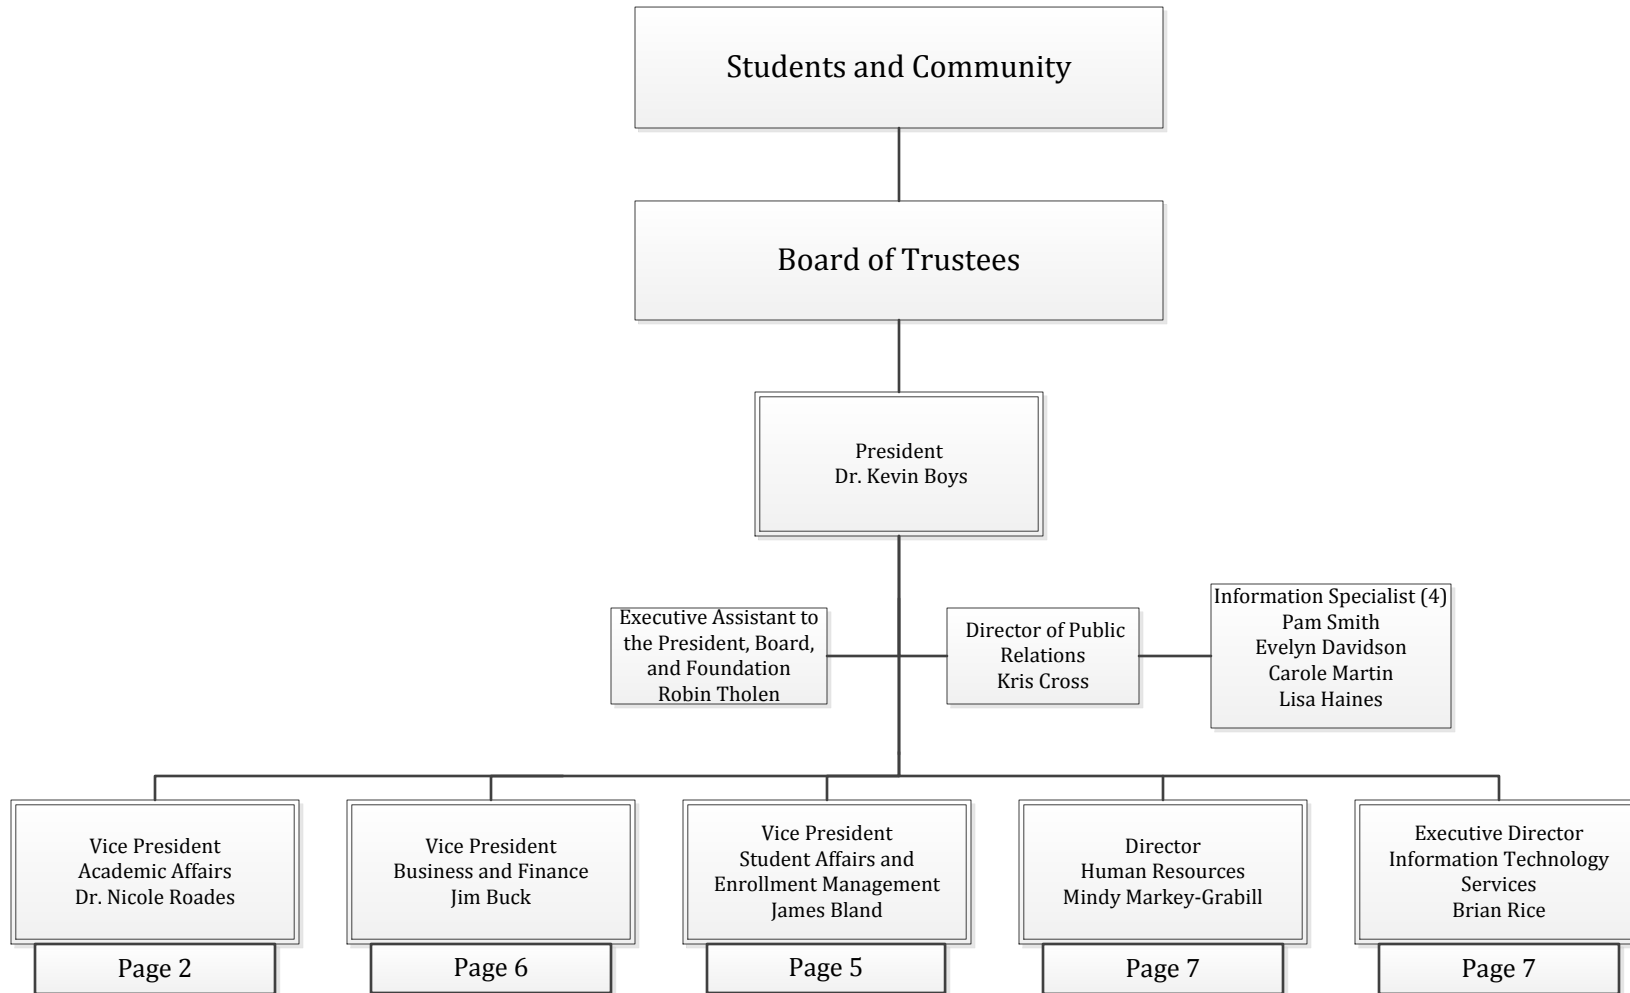 Students and Community
Board of Trustees
President
Dr. Kevin Boys
Executive Assistant to
the President, Board,
and Foundation
Robin Tholen
Director of Public
Relations
Kris Cross
Information Specialist (4)
Pam Smith
Evelyn Davidson
Carole Martin
Lisa Haines
Vice President
Academic Affairs
Dr. Nicole Roades
Page 2
Vice President
Business and Finance
Jim Buck
Page 6
Vice President
Student Affairs and
Enrollment Management
James Bland
Page 5
Director
Human Resources
Mindy Markey-Grabill
Page 7
Executive Director
Information Technology
Services
Brian Rice
Page 7